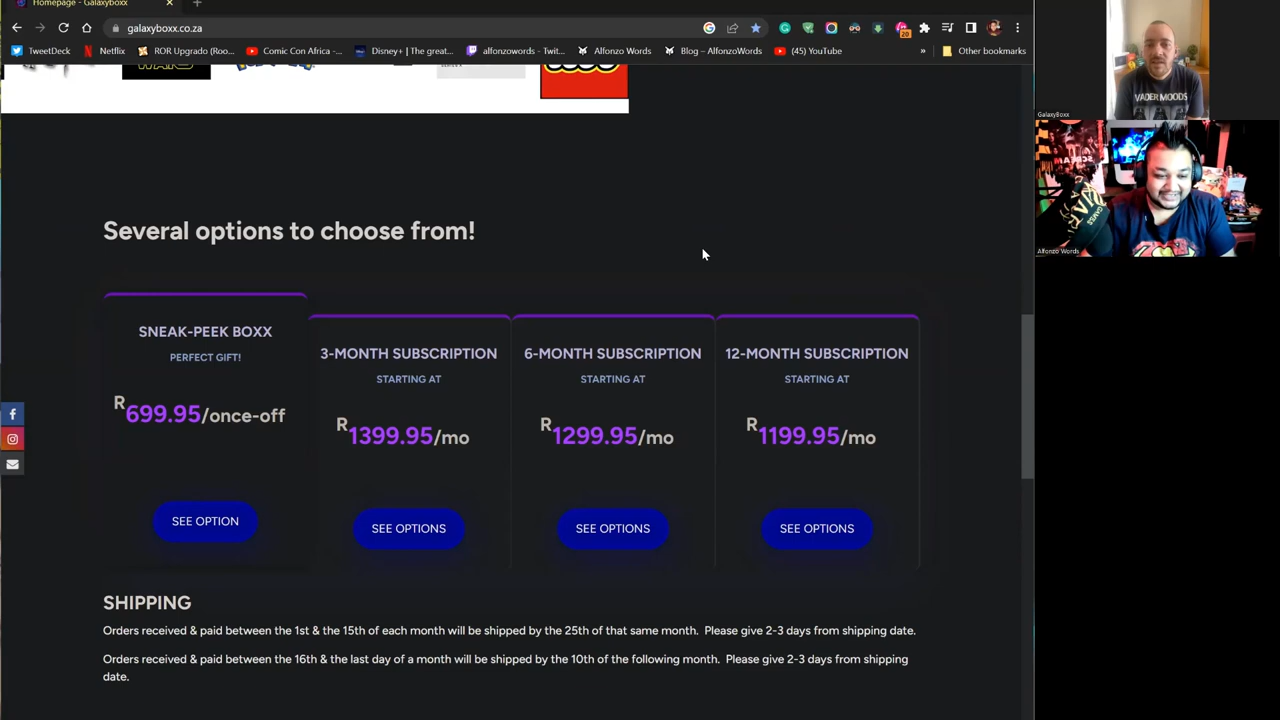 Homepage - Galaxyboxx
galaxyboxx.co.za
20
TweetDeck
Netflix
ROR Upgrado (Roo...
Comic Con Africa -...
Disney+ | The great...
alfonzowords - Twit...
Alfonzo Words
Blog – AlfonzoWords
(45) YouTube
»
Other bookmarks
WARS
VADER MOODS
GalaxyBoxx
Alfonzo Words
Several options to choose from!
SNEAK-PEEK BOXX
PERFECT GIFT!
R699.95/once-off
SEE OPTION
3-MONTH SUBSCRIPTION
STARTING AT
R1399.95/mo
SEE OPTIONS
6-MONTH SUBSCRIPTION
STARTING AT
R1299.95/mo
SEE OPTIONS
12-MONTH SUBSCRIPTION
STARTING AT
R1199.95/mo
SEE OPTIONS
SHIPPING
Orders received & paid between the 1st & the 15th of each month will be shipped by the 25th of that same month. Please give 2-3 days from shipping date.
Orders received & paid between the 16th & the last day of a month will be shipped by the 10th of the following month. Please give 2-3 days from shipping
date.